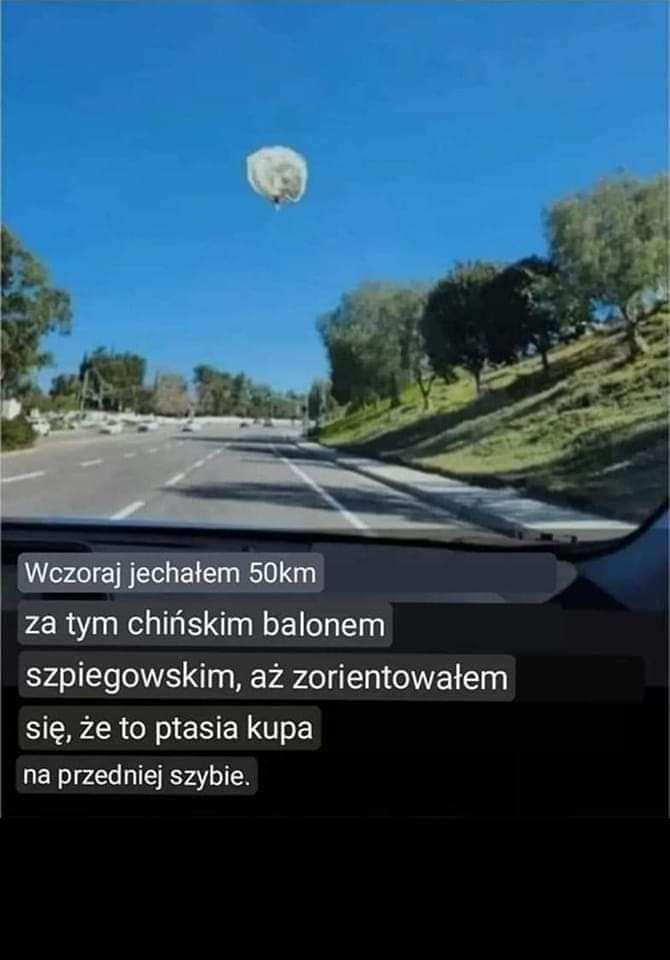 Wczoraj jechałem 50km
za tym chińskim balonem
szpiegowskim, aż zorientowałem
się, że to ptasia kupa
na przedniej szybie.